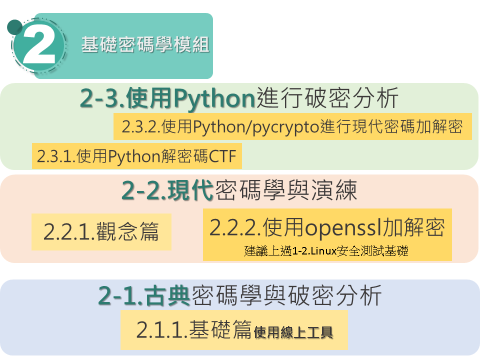 2
基礎密碼學模組
2-3.使用Python進行破密分析
2.3.2.使用Python/pycrypto進行現代密碼加解密
2.3.1.使用Python解密碼CTF
2-2.現代密碼學與演練
2.2.1.觀念篇
2.2.2.使用openssl加解密
建議上過1-2.Linux安全測試基礎
2-1.古典密碼學與破密分析
2.1.1.基礎篇使用線上工具